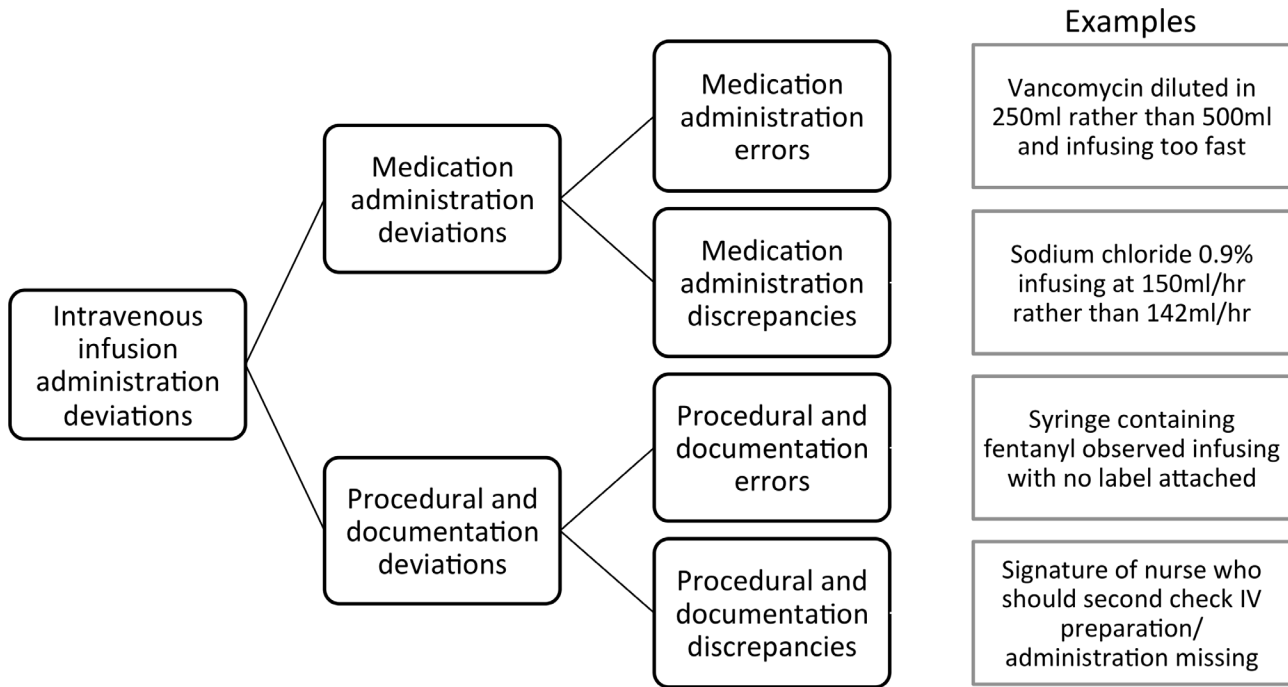 Examples
Medication
administration
errors
Vancomycin diluted in
250ml rather than 500ml
and infusing too fast
Medication
administration
deviations
Medication
administration
discrepancies
Sodium chloride 0.9%
infusing at 150ml/hr
rather than 142ml/hr
Intravenous
infusion
administration
deviations
Procedural and
documentation
errors
Syringe containing
fentanyl observed infusing
with no label attached
Procedural and
documentation
deviations
Procedural and
documentation
discrepancies
Signature of nurse who
should second check IV
preparation/
administration missing